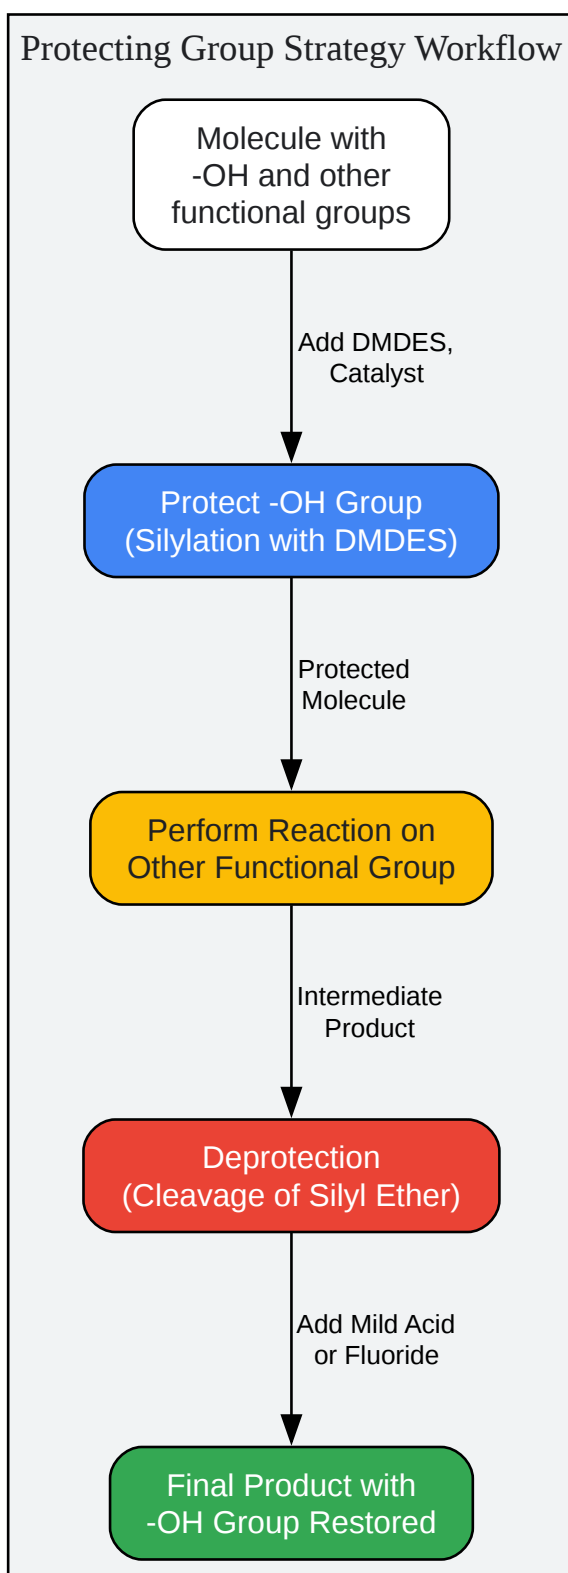 Protecting Group Strategy Workflow
Molecule with
-OH and other
functional groups
Add DMDES,
Catalyst
Protect -OH Group
(Silylation with DMDES)
Protected
Molecule
Perform Reaction on
Other Functional Group
Intermediate
Product
Deprotection
(Cleavage of Silyl Ether)
Add Mild Acid
or Fluoride
Final Product with
-OH Group Restored